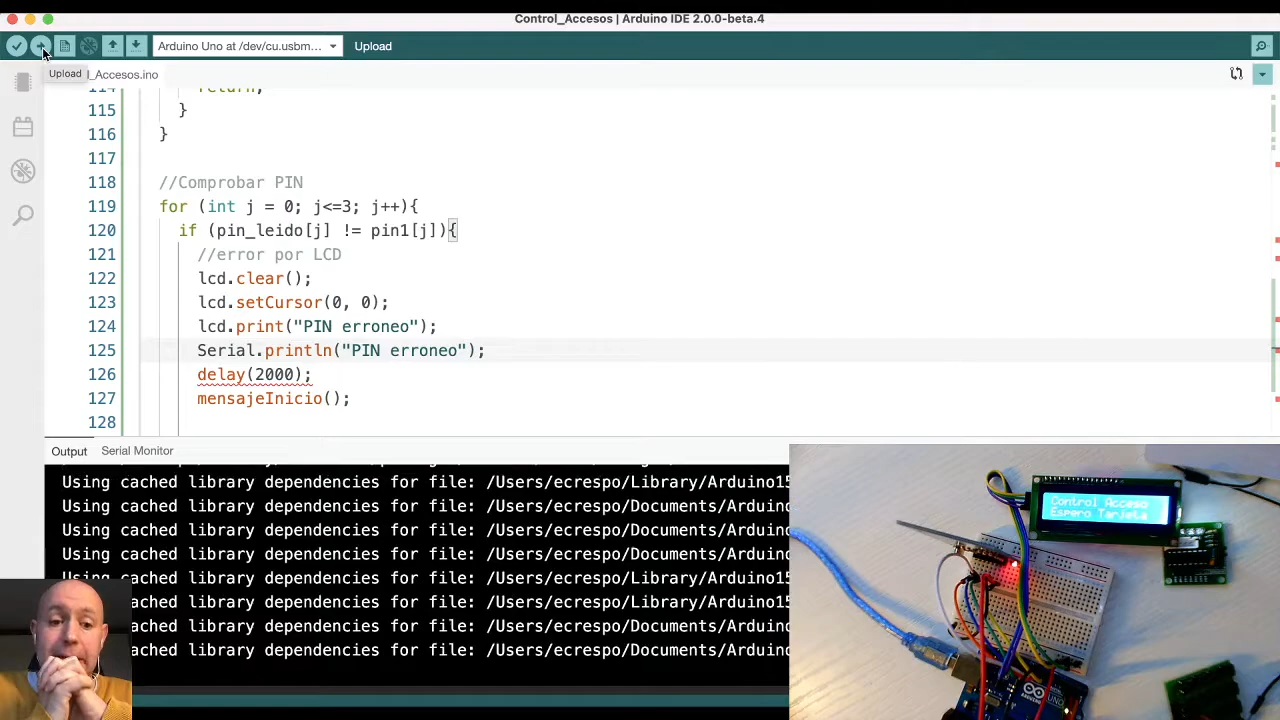 Control_Accesos | Arduino IDE 2.0.0-beta.4
Arduino Uno at /dev/cu.usbm...
Upload
Upload
l_Accesos.ino
114 return;
115 }
116 }
117
118 //Comprobar PIN
119 for (int j = 0; j<=3; j++){
120 if (pin_leido[j] != pin1[j]){
121 //error por LCD
122 lcd.clear();
123 lcd.setCursor(0, 0);
124 lcd.print("PIN erroneo");
125 Serial.println("PIN erroneo");
126 delay(2000);
127 mensajeInicio();
128
Output Serial Monitor
Using cached library dependencies for file: /Users/ecrespo/Library/Arduino15
Using cached library dependencies for file: /Users/ecrespo/Documents/Arduino
Using cached library dependencies for file: /Users/ecrespo/Documents/Arduino
Using cached library dependencies for file: /Users/ecrespo/Documents/Arduino
Using cached library dependencies for file: /Users/ecrespo/Library/Arduino15
ached library dependencies for file: /Users/ecrespo/Library/Arduino15
ached library dependencies for file: /Users/ecrespo/Documents/Arduino
ached library dependencies for file: /Users/ecrespo/Documents/Arduino
Control Acceso
Espero Tarjeta
ARDUINO